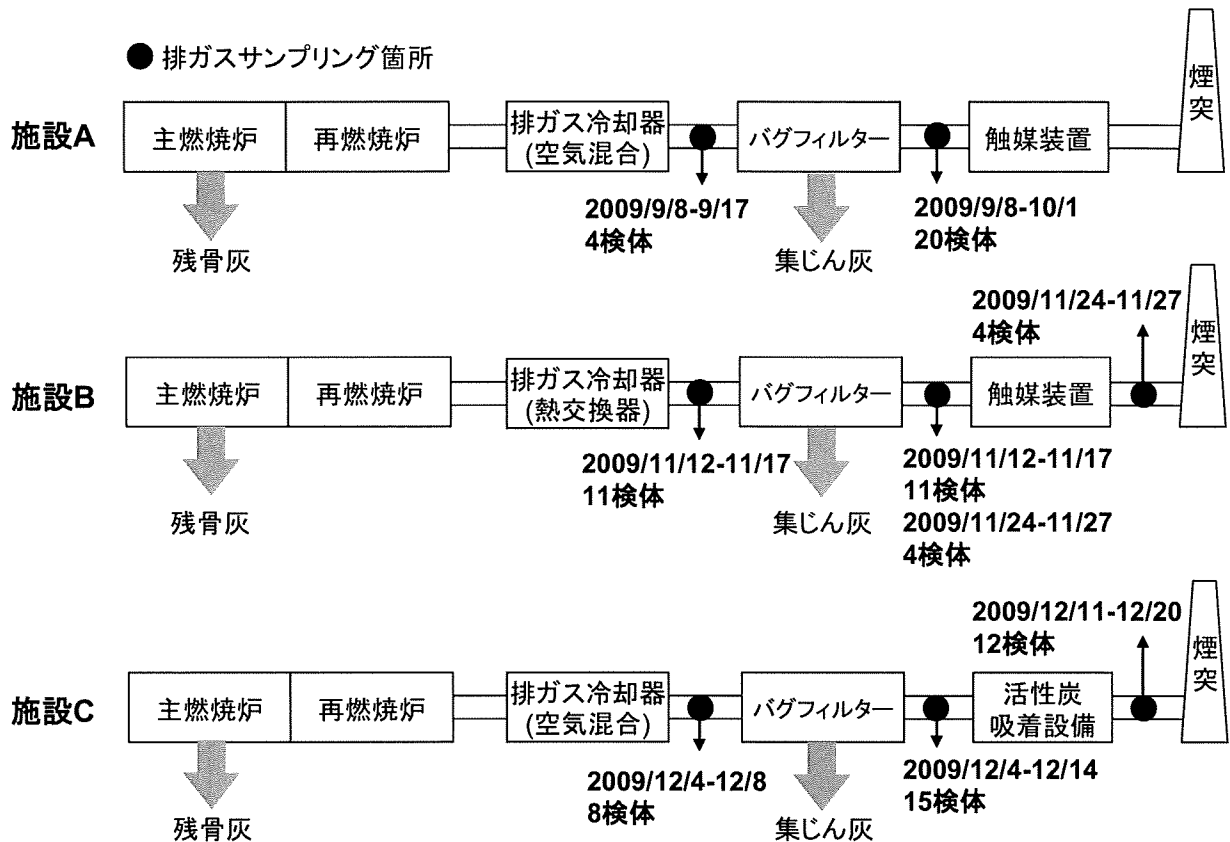 ● 排ガスサンプリング箇所
煙突
施設A
主燃焼炉
再燃焼炉
排ガス冷却器
(空気混合)
バグフィルター
触媒装置
2009/9/8-9/17
4検体
2009/9/8-10/1
20検体
残骨灰
集じん灰
2009/11/24-11/27
4検体
煙突
施設B
主燃焼炉
再燃焼炉
排ガス冷却器
(熱交換器)
バグフィルター
触媒装置
2009/11/12-11/17
11検体
2009/11/12-11/17
11検体
2009/11/24-11/27
4検体
残骨灰
集じん灰
2009/12/11-12/20
12検体
煙突
施設C
主燃焼炉
再燃焼炉
排ガス冷却器
(空気混合)
バグフィルター
活性炭
吸着設備
2009/12/4-12/8
8検体
2009/12/4-12/14
15検体
残骨灰
集じん灰